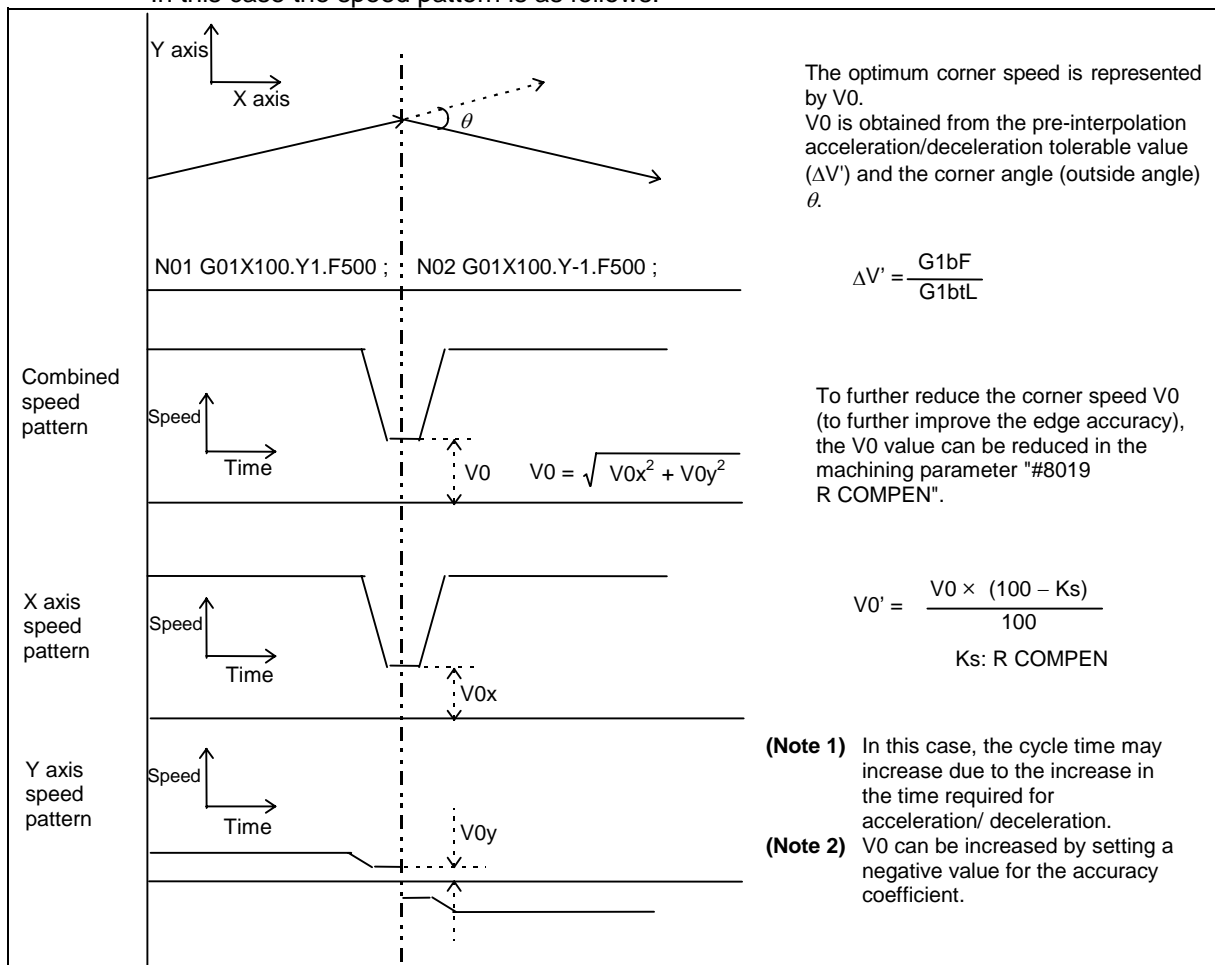 In this case the speed pattern is as follows.
Y axis
X axis
θ
N01 G01X100.Y1.F500 ;
N02 G01X100.Y-1.F500 ;
Combined
speed
pattern
Speed
Time
V0
V0 = √ V0x² + V0y²
X axis
speed
pattern
Speed
Time
V0x
Y axis
speed
pattern
Speed
Time
V0y
The optimum corner speed is represented
by V0.
V0 is obtained from the pre-interpolation
acceleration/deceleration tolerable value
(ΔV') and the corner angle (outside angle)
θ.
ΔV' =
G1bF
G1btL
To further reduce the corner speed V0
(to further improve the edge accuracy),
the V0 value can be reduced in the
machining parameter "#8019
R COMPEN".
V0' =
V0 × (100 – Ks)
100
Ks: R COMPEN
(Note 1) In this case, the cycle time may
increase due to the increase in
the time required for
acceleration/ deceleration.
(Note 2) V0 can be increased by setting a
negative value for the accuracy
coefficient.